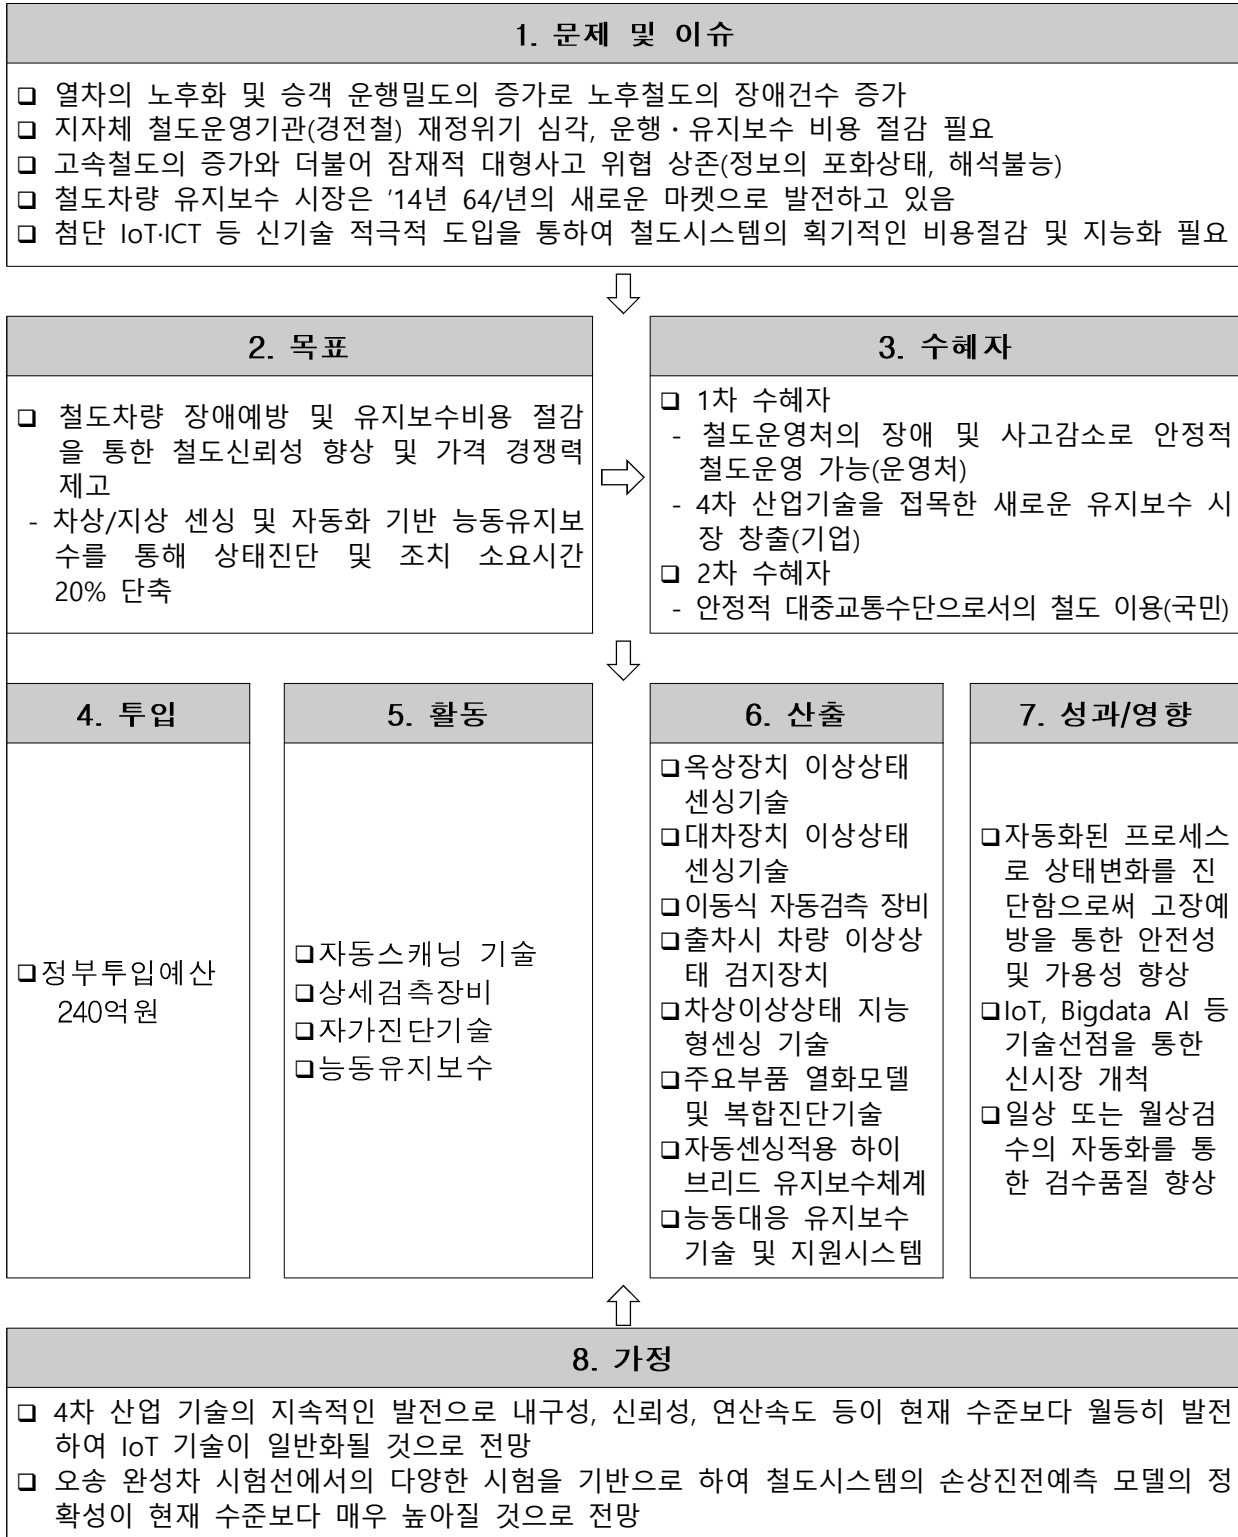 1. 문제 및 이슈
❑ 열차의 노후화 및 승객 운행밀도의 증가로 노후철도의 장애건수 증가
❑ 지자체 철도운영기관(경전철) 재정위기 심각, 운행・유지보수 비용 절감 필요
❑ 고속철도의 증가와 더불어 잠재적 대형사고 위협 상존(정보의 포화상태, 해석불능)
❑ 철도차량 유지보수 시장은 ’14년 64/년의 새로운 마켓으로 발전하고 있음
❑ 첨단 IoT·ICT 등 신기술 적극적 도입을 통하여 철도시스템의 획기적인 비용절감 및 지능화 필요
2. 목표
❑ 철도차량 장애예방 및 유지보수비용 절감
을 통한 철도신뢰성 향상 및 가격 경쟁력
제고
- 차상/지상 센싱 및 자동화 기반 능동유지보
수를 통해 상태진단 및 조치 소요시간
20% 단축
3. 수혜자
❑ 1차 수혜자
- 철도운영처의 장애 및 사고감소로 안정적
철도운영 가능(운영처)
- 4차 산업기술을 접목한 새로운 유지보수 시
장 창출(기업)
❑ 2차 수혜자
- 안정적 대중교통수단으로서의 철도 이용(국민)
4. 투입
❑정부투입예산
240억원
5. 활동
❑자동스캐닝 기술
❑상세검측장비
❑자가진단기술
❑능동유지보수
6. 산출
❑옥상장치 이상상태
센싱기술
❑대차장치 이상상태
센싱기술
❑이동식 자동검측 장비
❑출차시 차량 이상상
태 검지장치
❑차상이상상태 지능
형센싱 기술
❑주요부품 열화모델
및 복합진단기술
❑자동센싱적용 하이
브리드 유지보수체계
❑능동대응 유지보수
기술 및 지원시스템
7. 성과/영향
❑자동화된 프로세스
로 상태변화를 진
단함으로써 고장예
방을 통한 안전성
및 가용성 향상
❑IoT, Bigdata AI 등
기술선점을 통한
신시장 개척
❑일상 또는 월상검
수의 자동화를 통
한 검수품질 향상
8. 가정
❑ 4차 산업 기술의 지속적인 발전으로 내구성, 신뢰성, 연산속도 등이 현재 수준보다 월등히 발전
하여 IoT 기술이 일반화될 것으로 전망
❑ 오송 완성차 시험선에서의 다양한 시험을 기반으로 하여 철도시스템의 손상진전예측 모델의 정
확성이 현재 수준보다 매우 높아질 것으로 전망